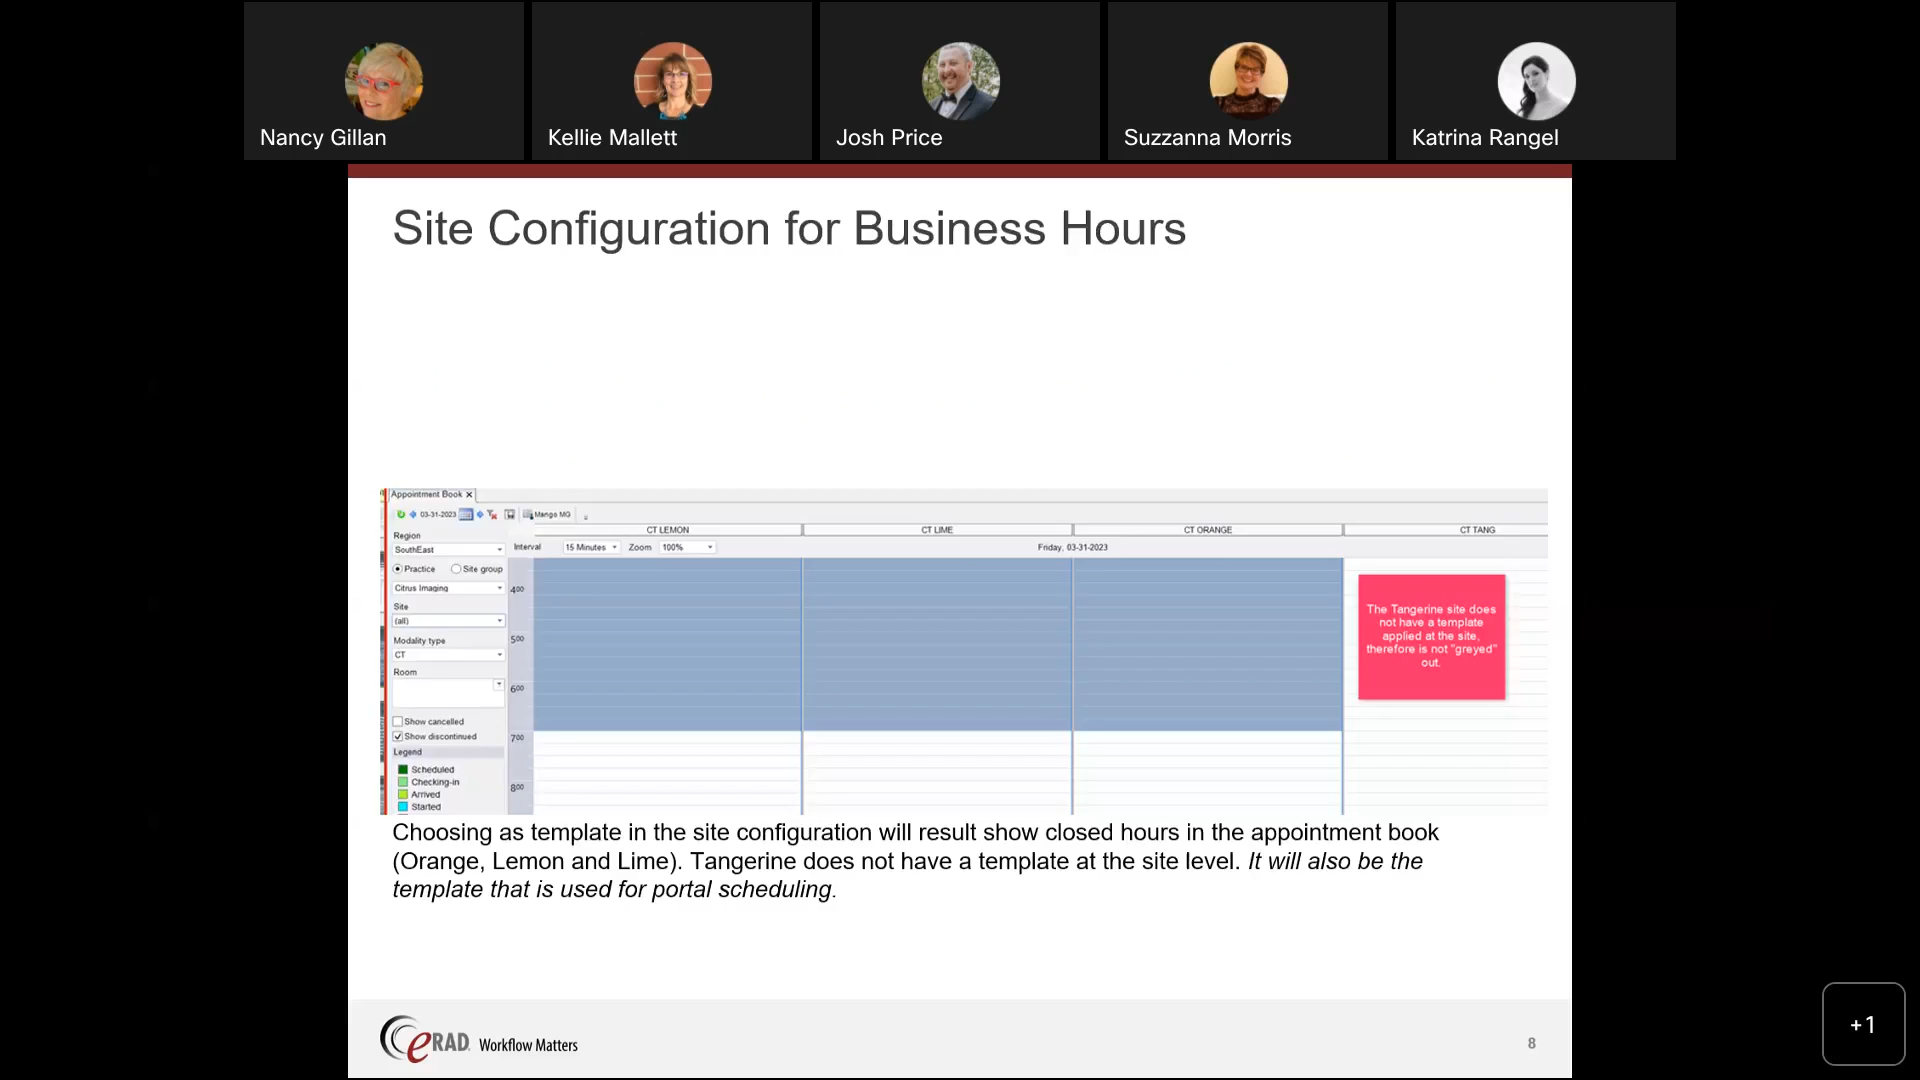 Nancy Gillan
Kellie Mallett
Josh Price
Suzzanna Morris
Katrina Rangel
Site Configuration for Business Hours
Appointment Book
03-31-2023
Mango MG
CT LEMON
CT LIME
CT ORANGE
CT TANG
Region
SouthEast
Interval
15 Minutes
Zoom
100%
Friday, 03-31-2023
Practice
Site group
Citrus Imaging
Site
(all)
Modality type
CT
Room
Show cancelled
Show discontinued
Legend
Scheduled
Checking-in
Arrived
Started
400
500
600
700
800
The Tangerine site does
not have a template
applied at the site,
therefore is not "greyed"
out.
Choosing as template in the site configuration will result show closed hours in the appointment book
(Orange, Lemon and Lime). Tangerine does not have a template at the site level. It will also be the
template that is used for portal scheduling.
eRAD Workflow Matters
8
+1